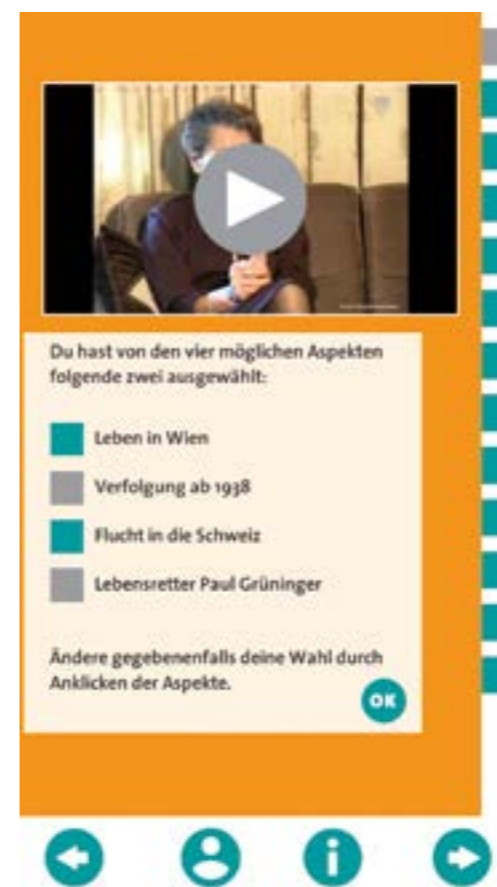 Du hast von den vier möglichen Aspekten
folgende zwei ausgewählt:
Leben in Wien
Verfolgung ab 1938
Flucht in die Schweiz
Lebensretter Paul Grüninger
Ändere gegebenenfalls deine Wahl durch
Anklicken der Aspekte.
OK